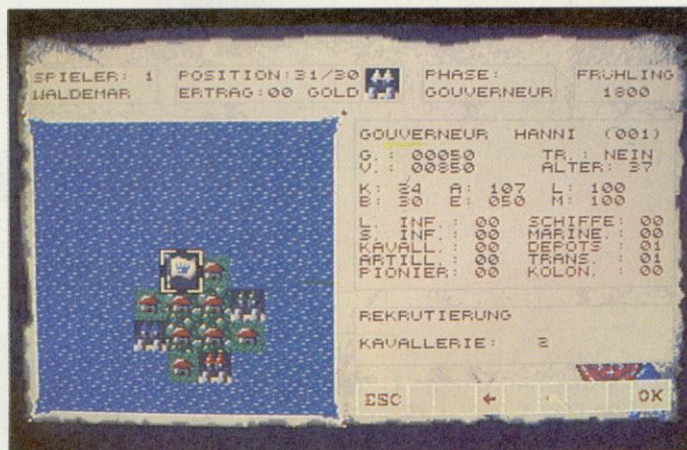 SPIELER: 1 POSITION:31/30 PHASE: FRÜHLING
WALDEMAR ERTRAG:00 GOLD GOUVERNEUR 1800
GOUVERNEUR HANNI (001)
G.: 00050 TR.: NEIN
V.: 00850 ALTER: 37
K: 24 A: 107 L: 100
B: 30 E: 050 M: 100
L. INF.: 00 SCHIFFE: 00
S. INF.: 00 MARINE.: 00
KAVALL.: 00 DEPOTS : 01
ARTILL.: 00 TRANS. : 01
PIONIER: 00 KOLON. : 00
REKRUTIERUNG
KAVALLERIE: 2
ESC ← OK